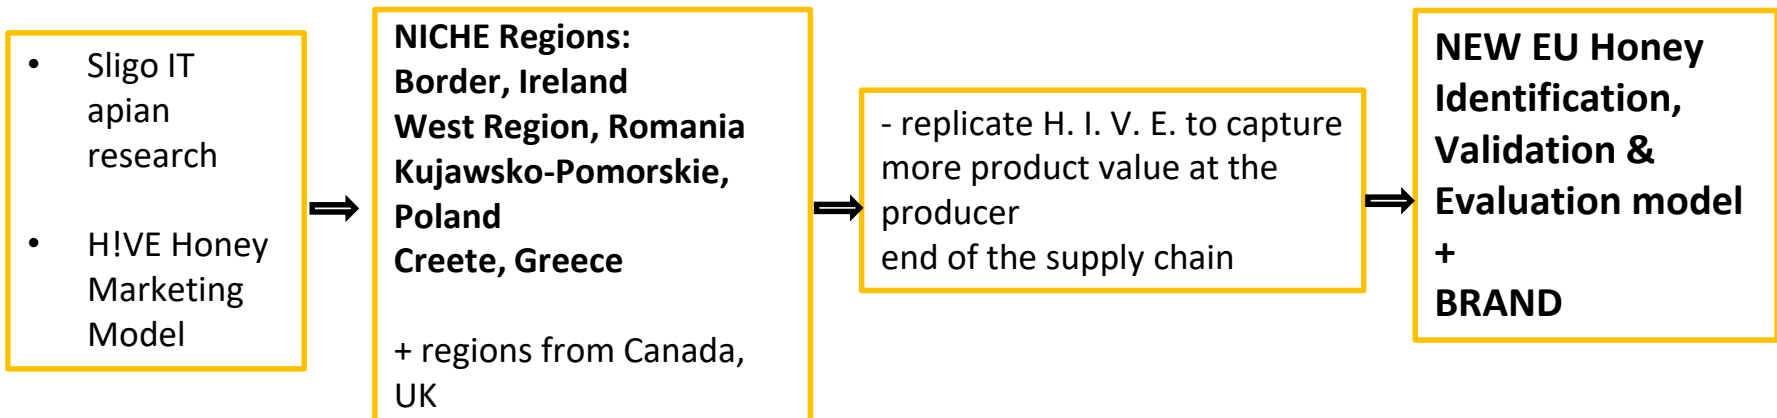 • Sligo IT
apian
research
• H!VE Honey
Marketing
Model
NICHE Regions:
Border, Ireland
West Region, Romania
Kujawsko-Pomorskie,
Poland
Creete, Greece
+ regions from Canada,
UK
- replicate H. I. V. E. to capture
more product value at the
producer
end of the supply chain
NEW EU Honey
Identification,
Validation &
Evaluation model
+
BRAND